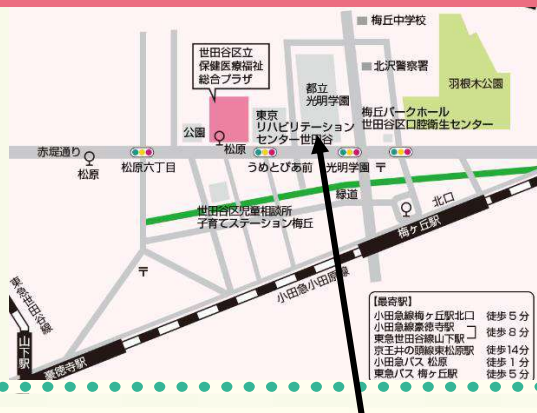 梅丘中学校
世田谷区立
保健医療福祉
総合プラザ
北沢警察署
羽根木公園
都立
光明学園
東京
リハビリテーション
センター世田谷
梅丘パークホール
世田谷区口腔衛生センター
公園
松原
赤堤通り
松原
松原六丁目
うめとぴあ前
光明学園
〒
緑道
北口
世田谷区児童相談所
子育てステーション梅丘
梅ヶ丘駅
〒
小田急小田原線
東急世田谷線
山下駅
豪徳寺駅
【最寄駅】
小田急線梅ヶ丘駅北口 徒歩5分
小田急線豪徳寺駅
東急世田谷線山下駅 徒歩8分
京王井の頭線東松原駅 徒歩14分
小田急バス 松原 徒歩1分
東急バス 梅ヶ丘駅 徒歩5分